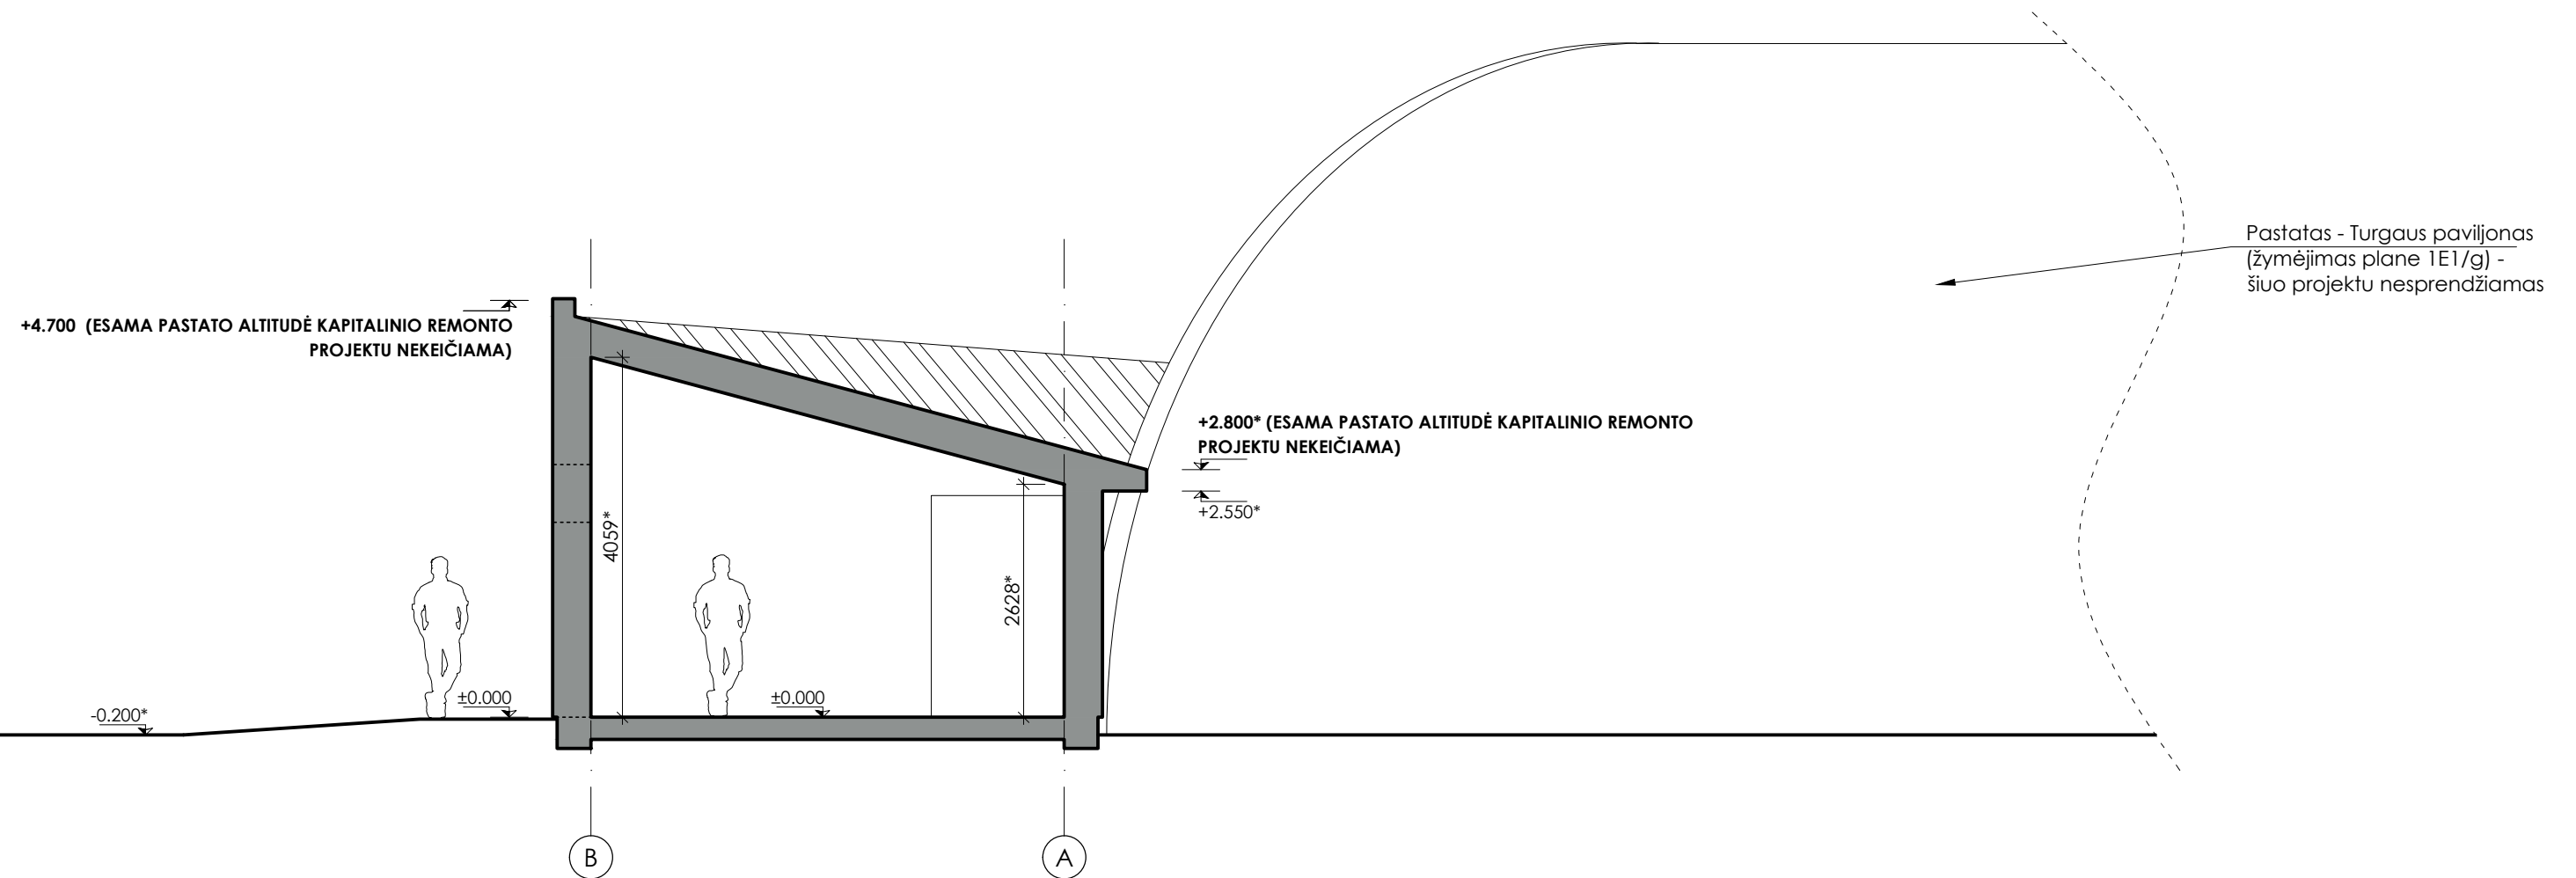 Pastatas - Turgaus paviljonas
(žymėjimas plane 1E1/g) -
šiuo projektu nesprendžiamas
+4.700 (ESAMA PASTATO ALTITUDĖ KAPITALINIO REMONTO
PROJEKTU NEKEIČIAMA)
+2.800* (ESAMA PASTATO ALTITUDĖ KAPITALINIO REMONTO
PROJEKTU NEKEIČIAMA)
+2.550*
4059*
2628*
±0.000
±0.000
-0.200*
B
A